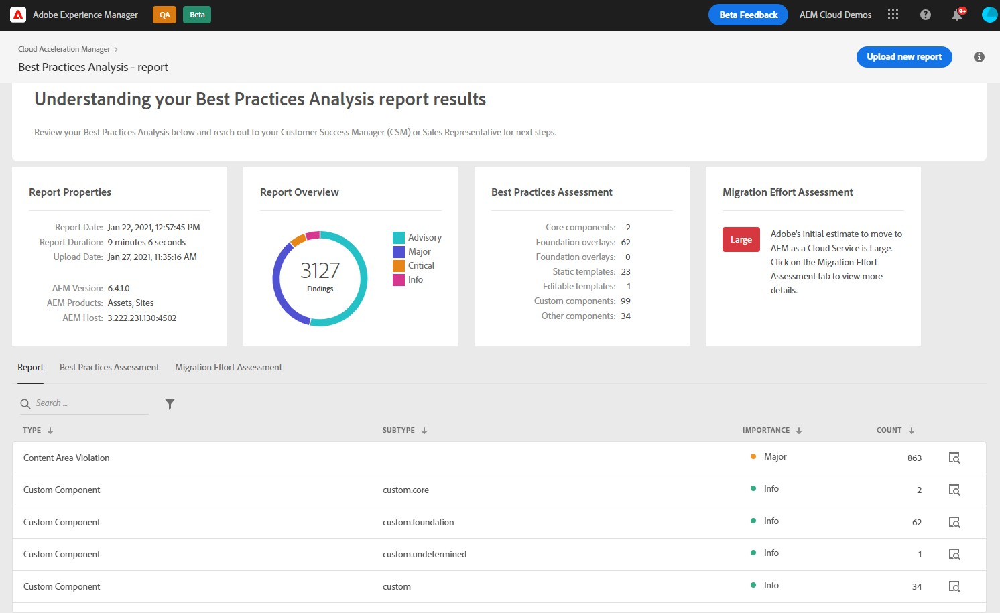 Adobe Experience Manager QA Beta Beta Feedback AEM Cloud Demos 9+
Cloud Acceleration Manager
Best Practices Analysis - report
Upload new report
Understanding your Best Practices Analysis report results
Review your Best Practices Analysis below and reach out to your Customer Success Manager (CSM) or Sales Representative for next steps.
Report Properties
Report Date: Jan 22, 2021, 12:57:45 PM
Report Duration: 9 minutes 6 seconds
Upload Date: Jan 27, 2021, 11:35:16 AM
AEM Version: 6.4.1.0
AEM Products: Assets, Sites
AEM Host: 3.222.231.130:4502
Report Overview
3127
Findings
Advisory
Major
Critical
Info
Best Practices Assessment
Core components: 2
Foundation overlays: 62
Foundation overlays: 0
Static templates: 23
Editable templates: 1
Custom components: 99
Other components: 34
Migration Effort Assessment
Large
Adobe's initial estimate to move to
AEM as a Cloud Service is Large.
Click on the Migration Effort
Assessment tab to view more
details.
Report Best Practices Assessment Migration Effort Assessment
Search ...
TYPE SUBTYPE IMPORTANCE COUNT
Content Area Violation Major 863
Custom Component custom.core Info 2
Custom Component custom.foundation Info 62
Custom Component custom.undetermined Info 1
Custom Component custom Info 34